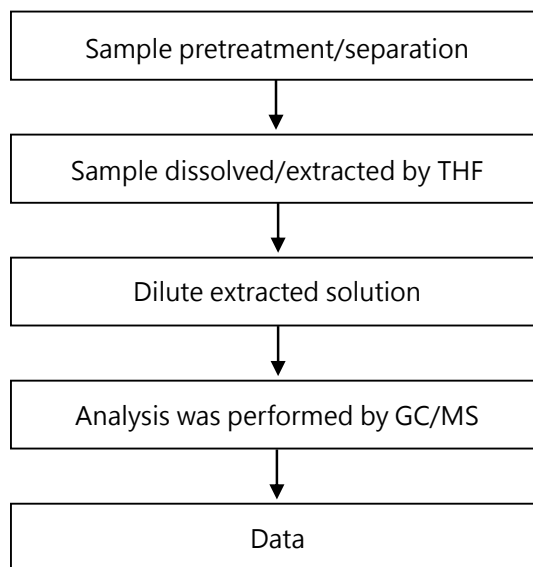 Sample pretreatment/separation
Sample dissolved/extracted by THF
Dilute extracted solution
Analysis was performed by GC/MS
Data